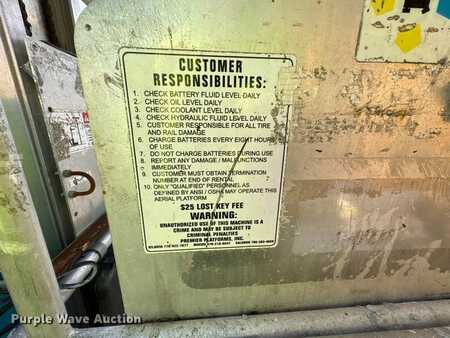 CUSTOMER
RESPONSIBILITIES:
1. CHECK BATTERY FLUID LEVEL DAILY
2. CHECK OIL LEVEL DAILY
3. CHECK COOLANT LEVEL DAILY
4. CHECK HYDRAULIC FLUID LEVEL DAILY
5. CUSTOMER RESPONSIBLE FOR ALL TIRE
AND RAIL DAMAGE
6. CHARGE BATTERIES EVERY EIGHT HOURS
OF USE
7. DO NOT CHARGE BATTERIES DURING USE
8. REPORT ANY DAMAGE / MALFUNCTIONS
IMMEDIATELY
9. CUSTOMER MUST OBTAIN TERMINATION
NUMBER AT END OF RENTAL
10. ONLY "QUALIFIED" PERSONNEL AS
DEFINED BY ANSI / OSHA MAY OPERATE THIS
AERIAL PLATFORM
$25 LOST KEY FEE
WARNING:
UNAUTHORIZED USE OF THIS MACHINE IS A
CRIME AND MAY BE SUBJECT TO
CRIMINAL PENALTIES
PREMIER PLATFORMS, INC.
Purple Wave Auction